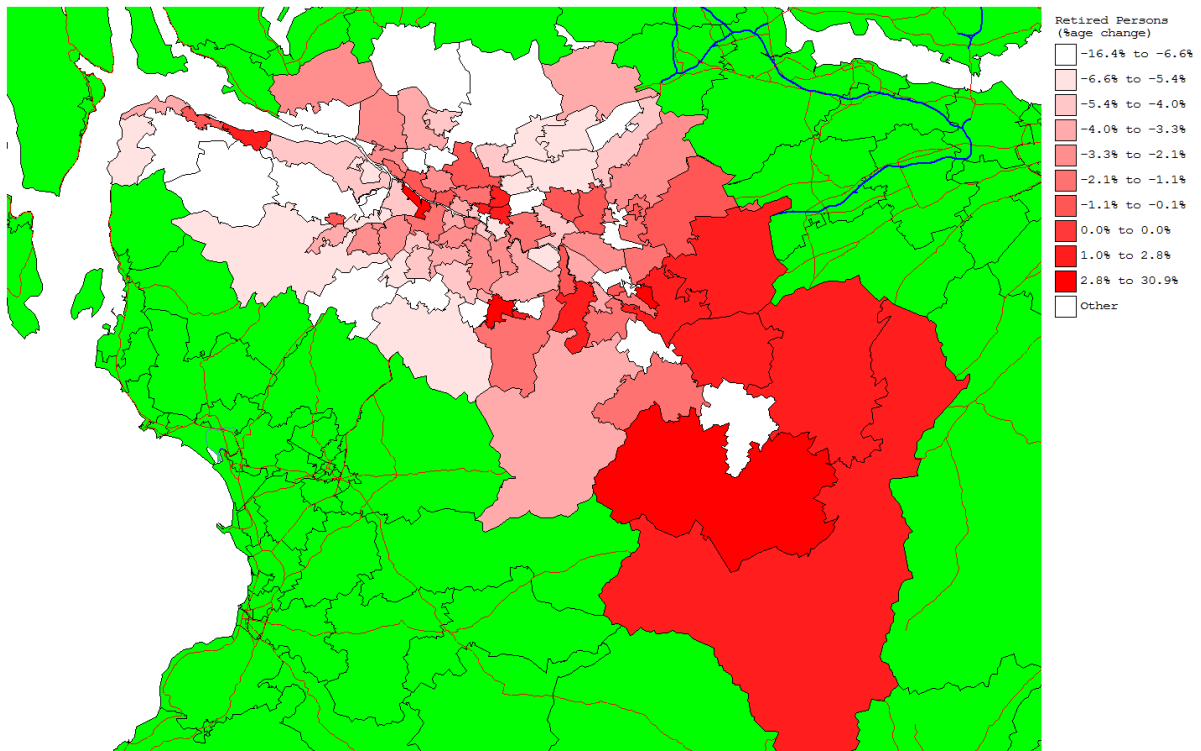 Retired Persons
(%age change)
-16.4% to -6.6%
-6.6% to -5.4%
-5.4% to -4.0%
-4.0% to -3.3%
-3.3% to -2.1%
-2.1% to -1.1%
-1.1% to -0.1%
0.0% to 0.0%
1.0% to 2.8%
2.8% to 30.9%
Other